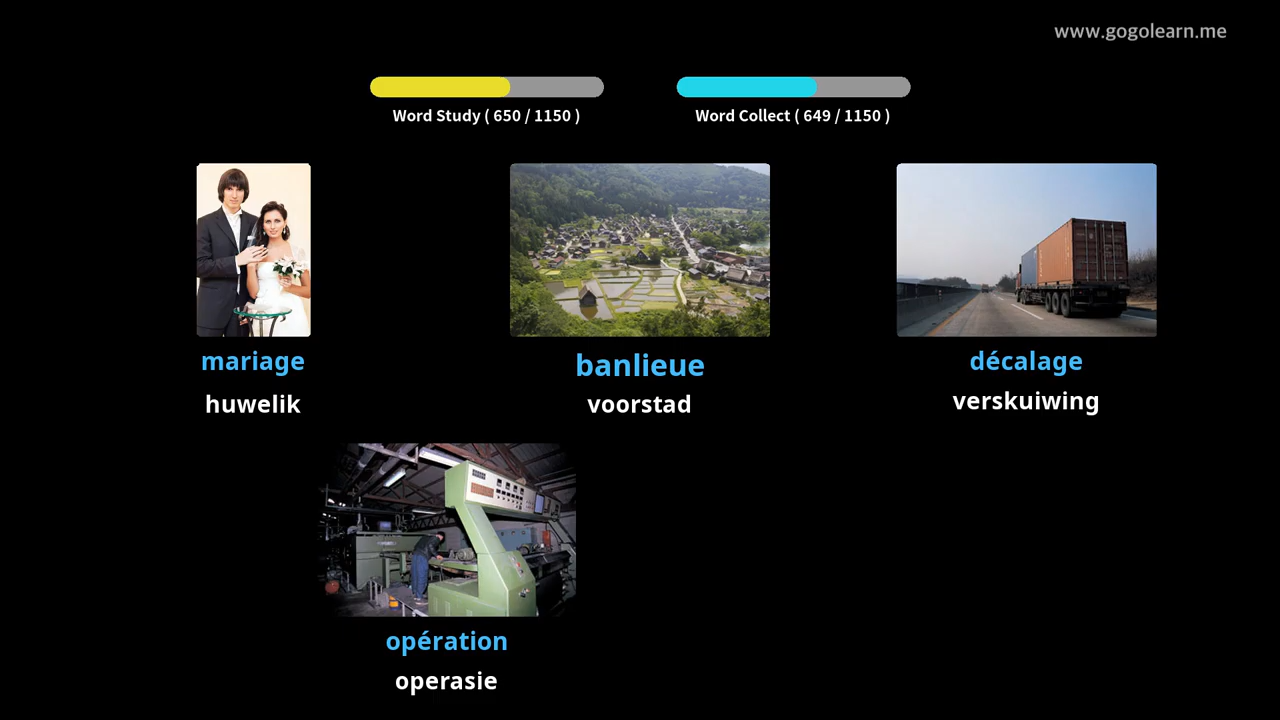 www.gogolearn.me
Word Study ( 650 / 1150 )
Word Collect ( 649 / 1150 )
mariage
huwelik
banlieue
voorstad
décalage
verskuiwing
opération
operasie